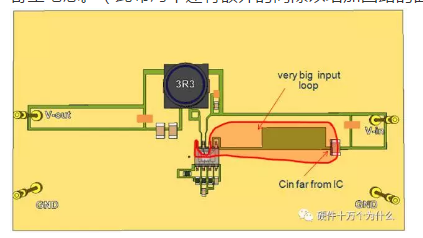 3R3
very big input
loop
V-out
V-in
Cin far from IC
GND
GND
硬件十万个为什么